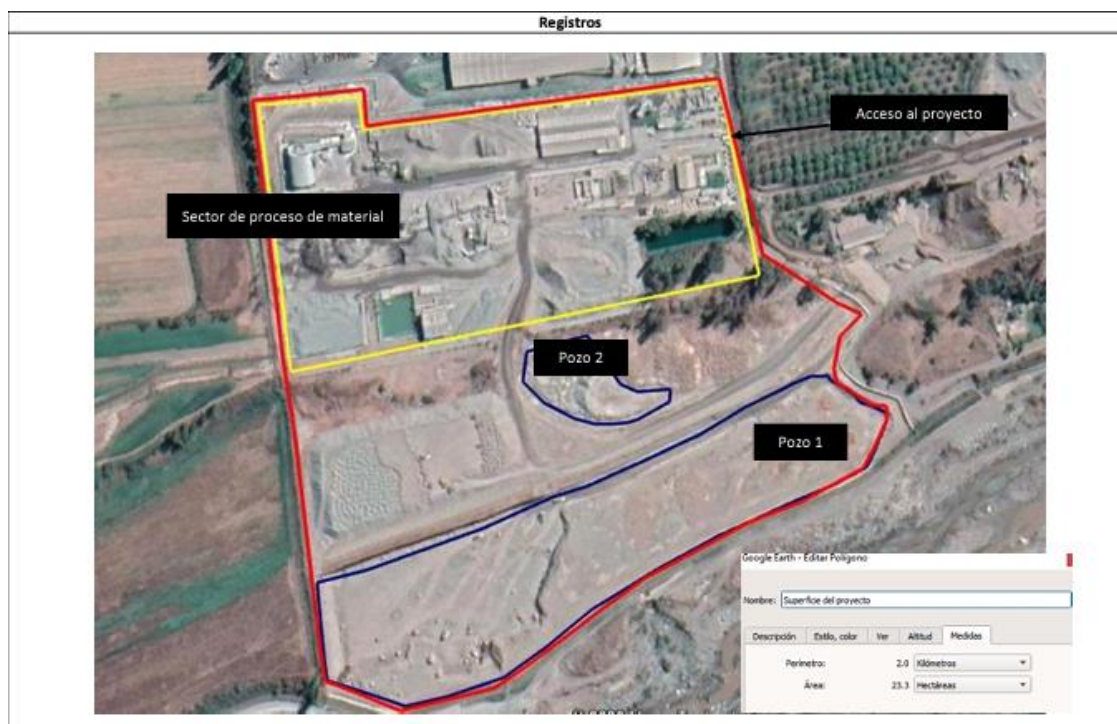 Registros
Acceso al proyecto
Sector de proceso de material
Pozo 2
Pozo 1
Google Earth - Editar Polígono
Nombre: Superficie del proyecto
Descripción Estilo, color Ver Altitud Medidas
Perímetro: 2.0 Kilómetros
Área: 23.3 Hectáreas